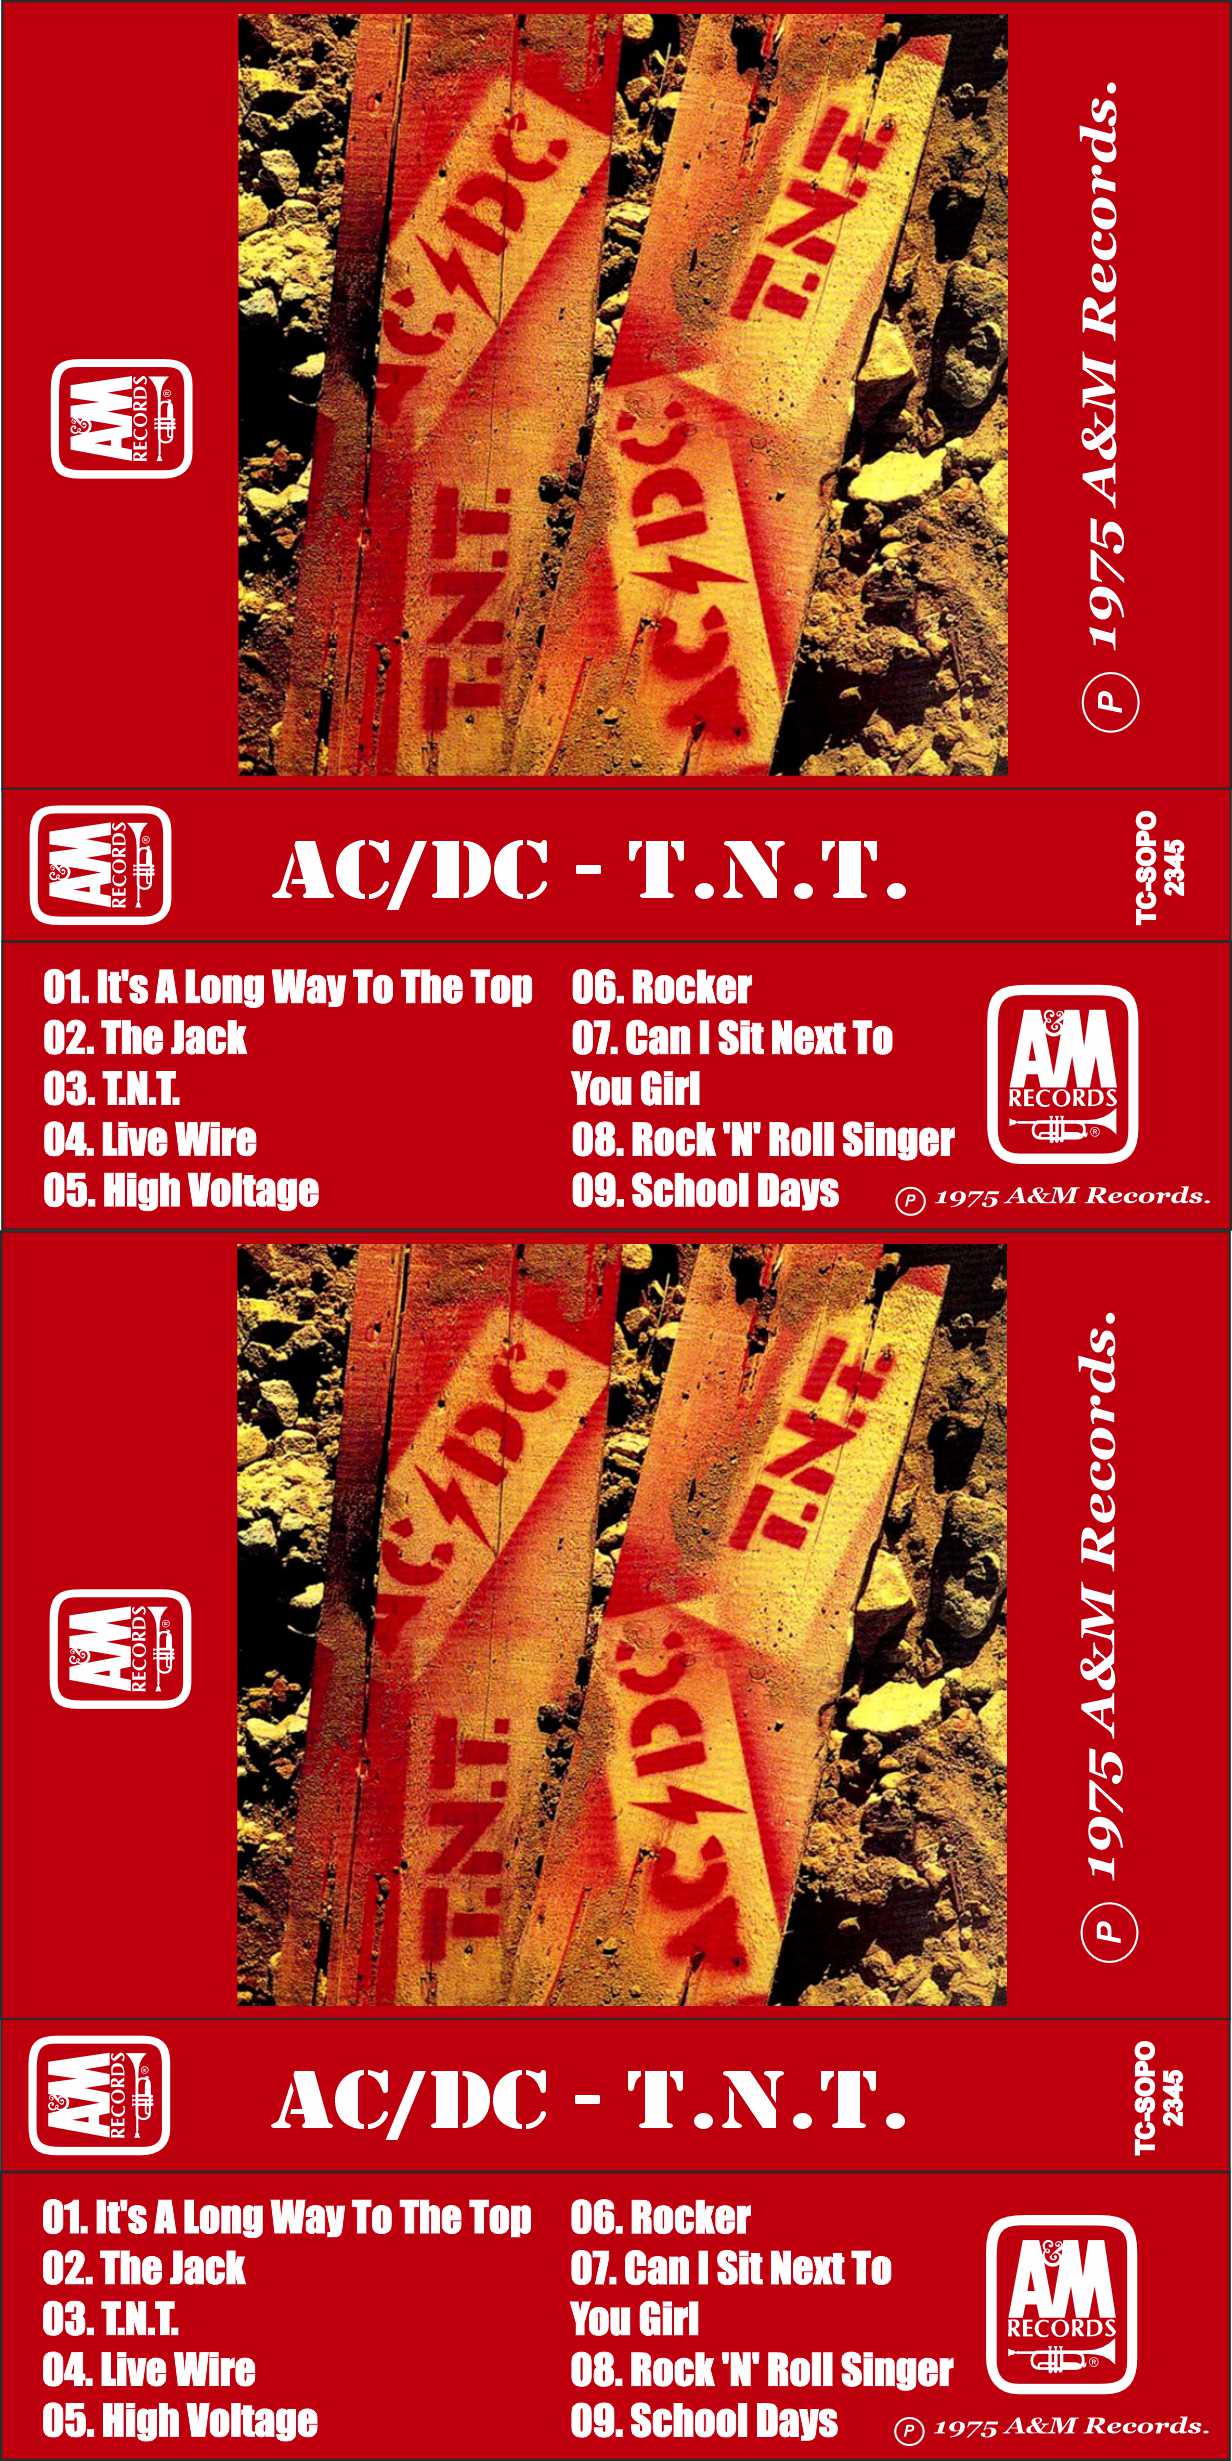 AC/DC
T.N.T.
T.N.T.
AC/DC
A&M
RECORDS
®
Ⓟ 1975 A&M Records.
A&M
RECORDS
®
AC/DC - T.N.T.
TC-SOPO
2345
01. It's A Long Way To The Top
02. The Jack
03. T.N.T.
04. Live Wire
05. High Voltage
06. Rocker
07. Can I Sit Next To
You Girl
08. Rock 'N' Roll Singer
09. School Days
A&M
RECORDS
®
Ⓟ 1975 A&M Records.
AC/DC
T.N.T.
T.N.T.
AC/DC
A&M
RECORDS
®
Ⓟ 1975 A&M Records.
A&M
RECORDS
®
AC/DC - T.N.T.
TC-SOPO
2345
01. It's A Long Way To The Top
02. The Jack
03. T.N.T.
04. Live Wire
05. High Voltage
06. Rocker
07. Can I Sit Next To
You Girl
08. Rock 'N' Roll Singer
09. School Days
A&M
RECORDS
®
Ⓟ 1975 A&M Records.